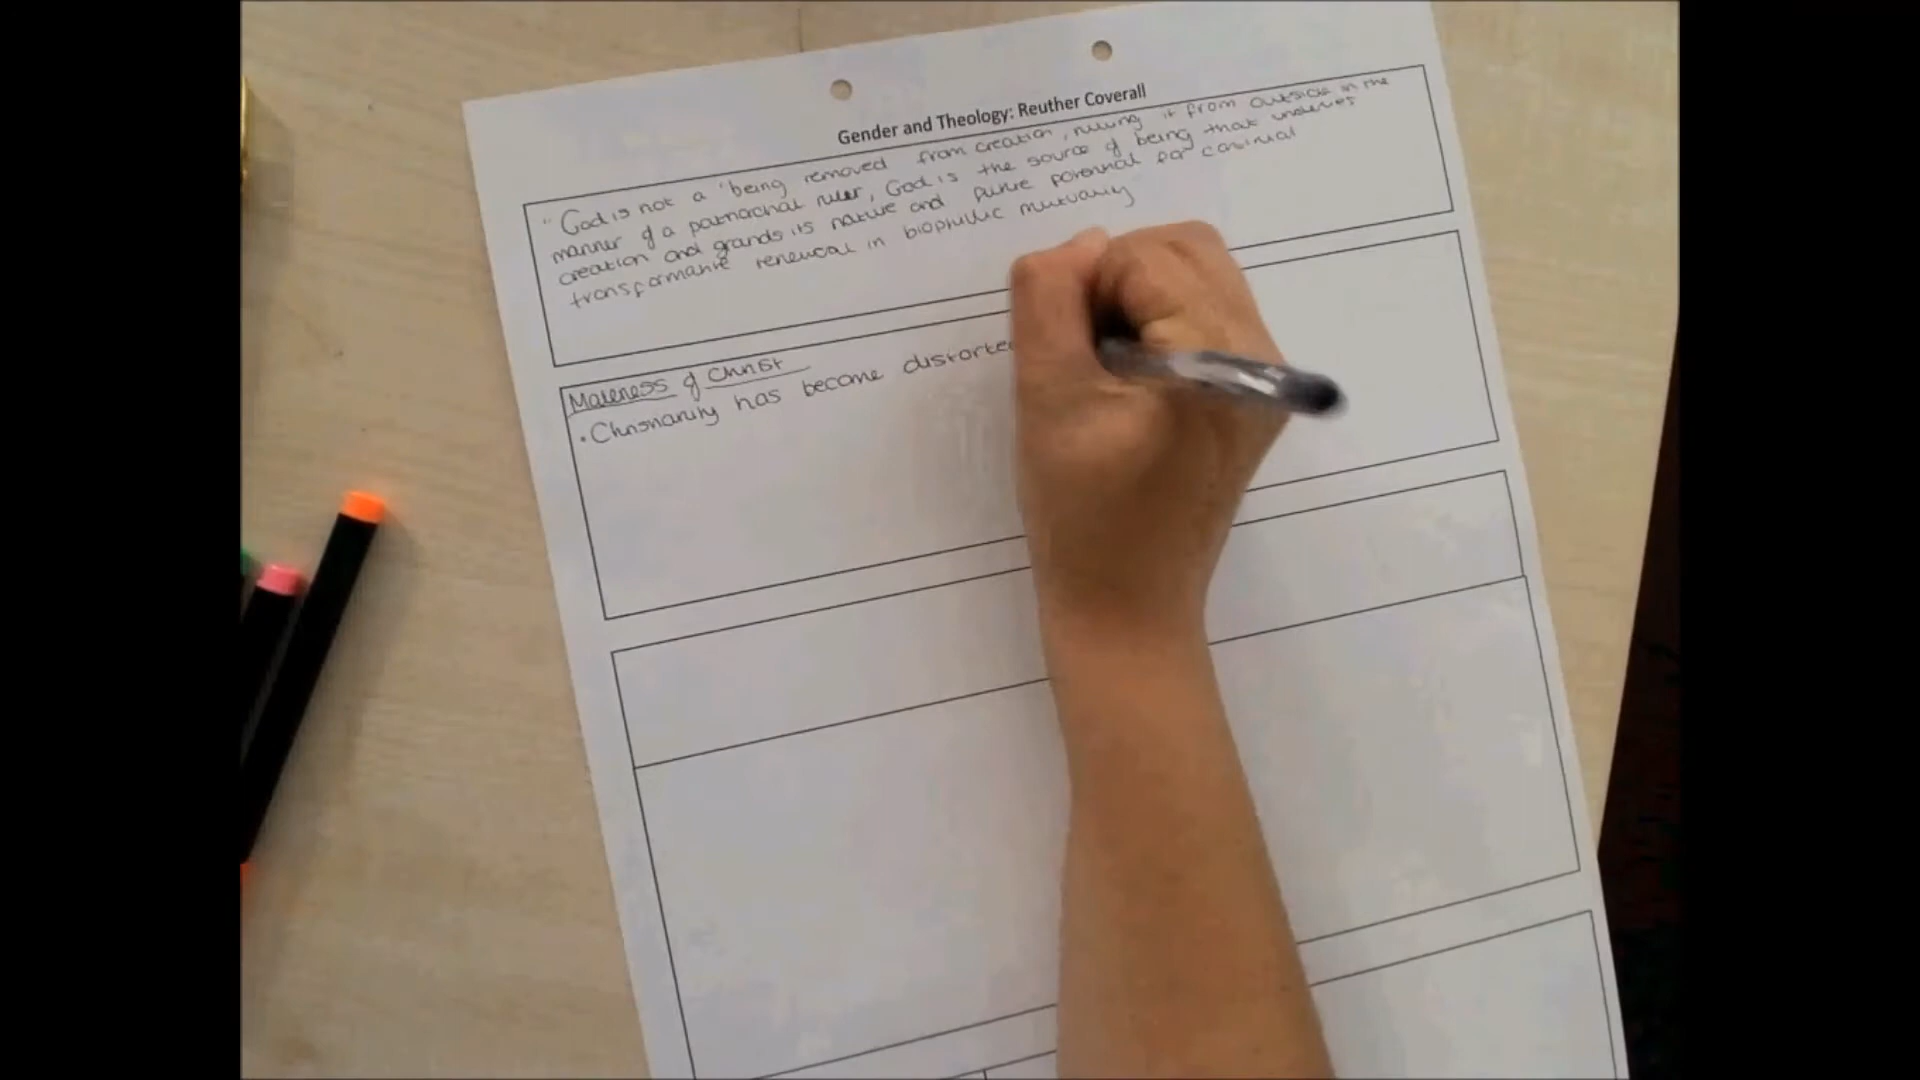 Gender and Theology: Reuther Coverall
"God is not a 'being removed from creation, ruling it from outside in the
manner of a patriarchal ruler, God is the source of being that underlies
creation and grands its nature and future potential for continual
transformative renewal in biophillic mutuality
Maleness of Christ
• Christianity has become distorted